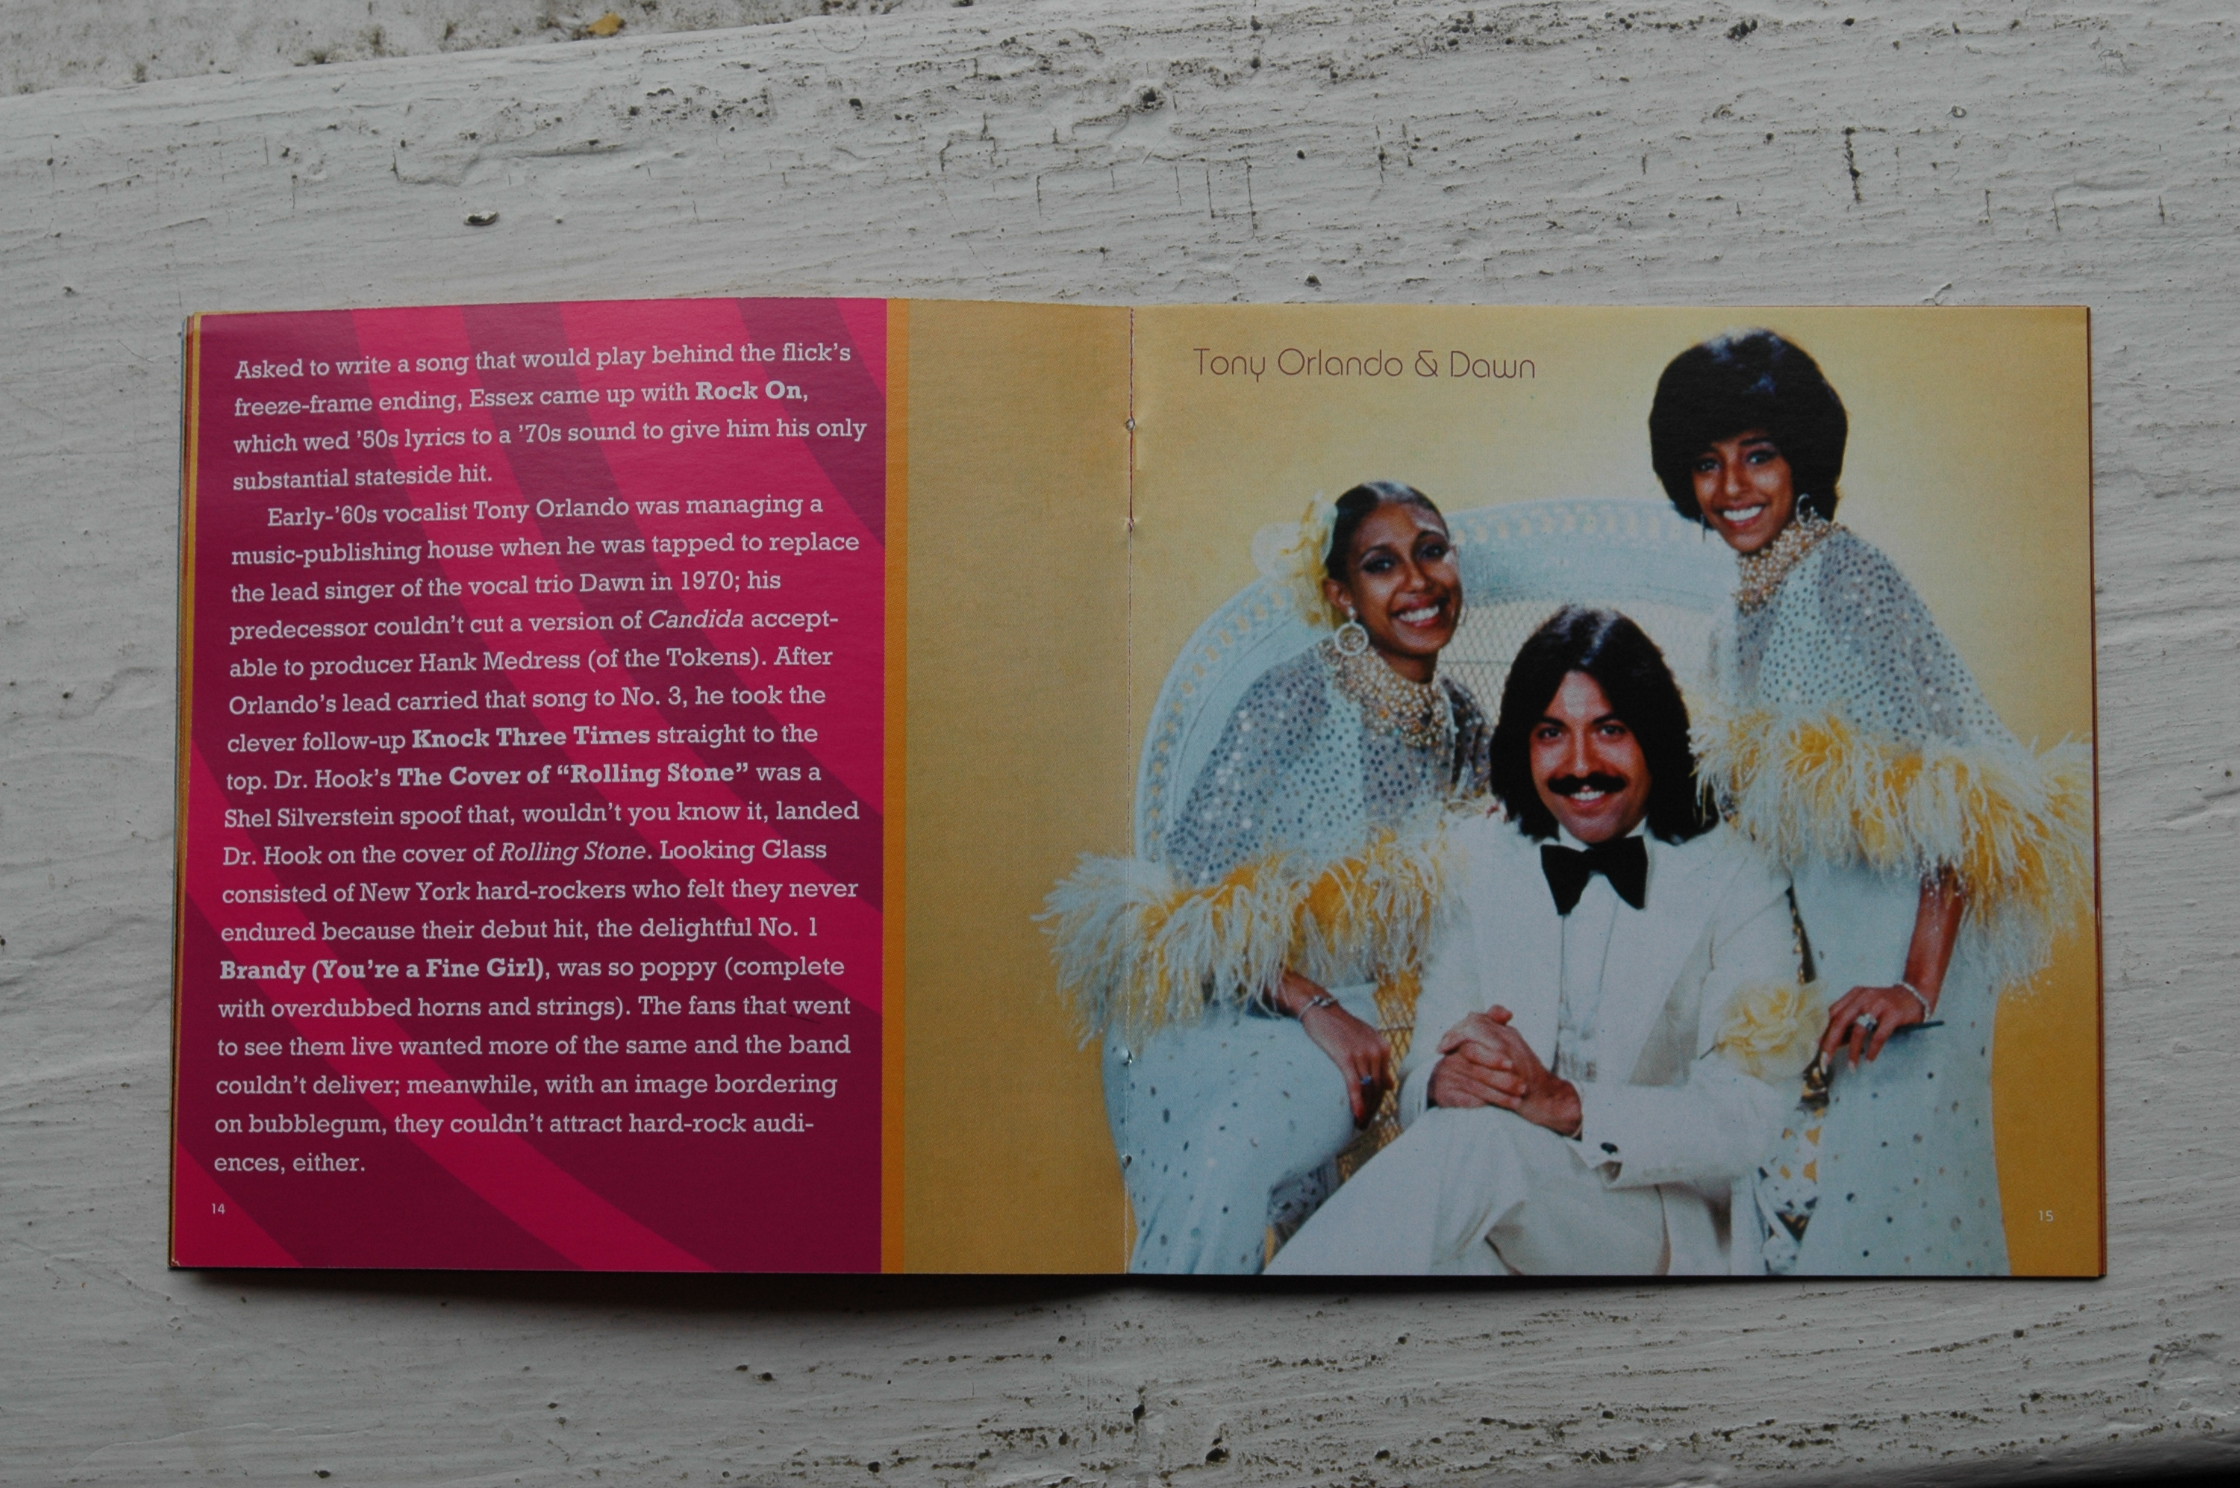 Asked to write a song that would play behind the flick's
freeze-frame ending, Essex came up with Rock On,
which wed '50s lyrics to a '70s sound to give him his only
substantial stateside hit.
Early-'60s vocalist Tony Orlando was managing a
music-publishing house when he was tapped to replace
the lead singer of the vocal trio Dawn in 1970; his
predecessor couldn't cut a version of Candida accept-
able to producer Hank Medress (of the Tokens). After
Orlando's lead carried that song to No. 3, he took the
clever follow-up Knock Three Times straight to the
top. Dr. Hook's The Cover of “Rolling Stone” was a
Shel Silverstein spoof that, wouldn't you know it, landed
Dr. Hook on the cover of Rolling Stone. Looking Glass
consisted of New York hard-rockers who felt they never
endured because their debut hit, the delightful No. 1
Brandy (You're a Fine Girl), was so poppy (complete
with overdubbed horns and strings). The fans that went
to see them live wanted more of the same and the band
couldn't deliver; meanwhile, with an image bordering
on bubblegum, they couldn't attract hard-rock audi-
ences, either.
14
Tony Orlando & Dawn
15